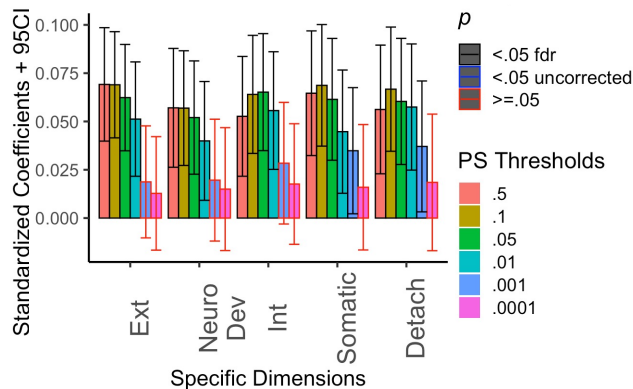 Standardized Coefficients + 95CI
0.100
0.075
0.050
0.025
0.000
Ext
Neuro
Dev
Int
Somatic
Detach
Specific Dimensions
p
<.05 fdr
<.05 uncorrected
>=.05
PS Thresholds
.5
.1
.05
.01
.001
.0001